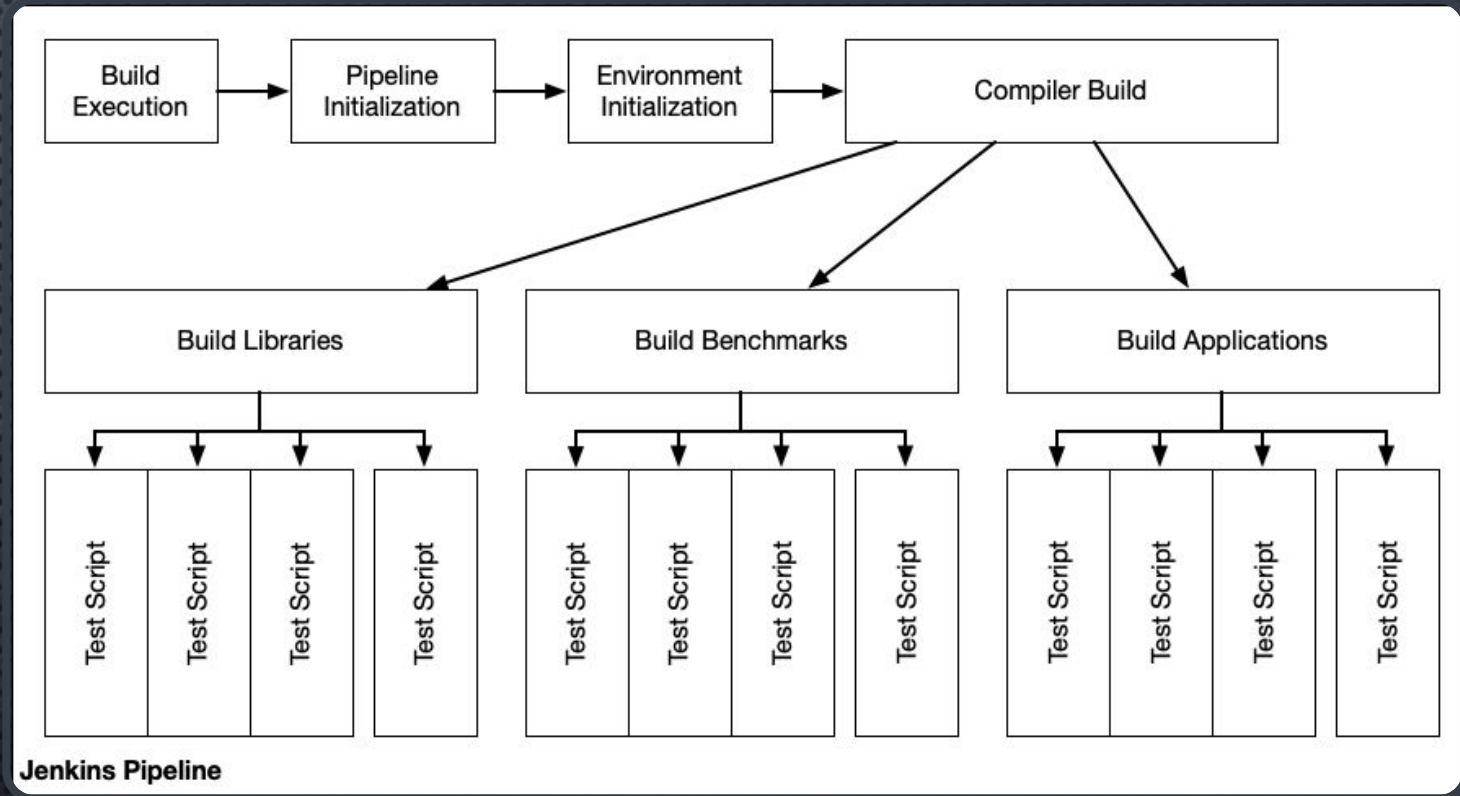 Build
Execution
Pipeline
Initialization
Environment
Initialization
Compiler Build
Build Libraries
Build Benchmarks
Build Applications
Test Script
Test Script
Test Script
Test Script
Test Script
Test Script
Test Script
Test Script
Test Script
Test Script
Test Script
Test Script
Jenkins Pipeline